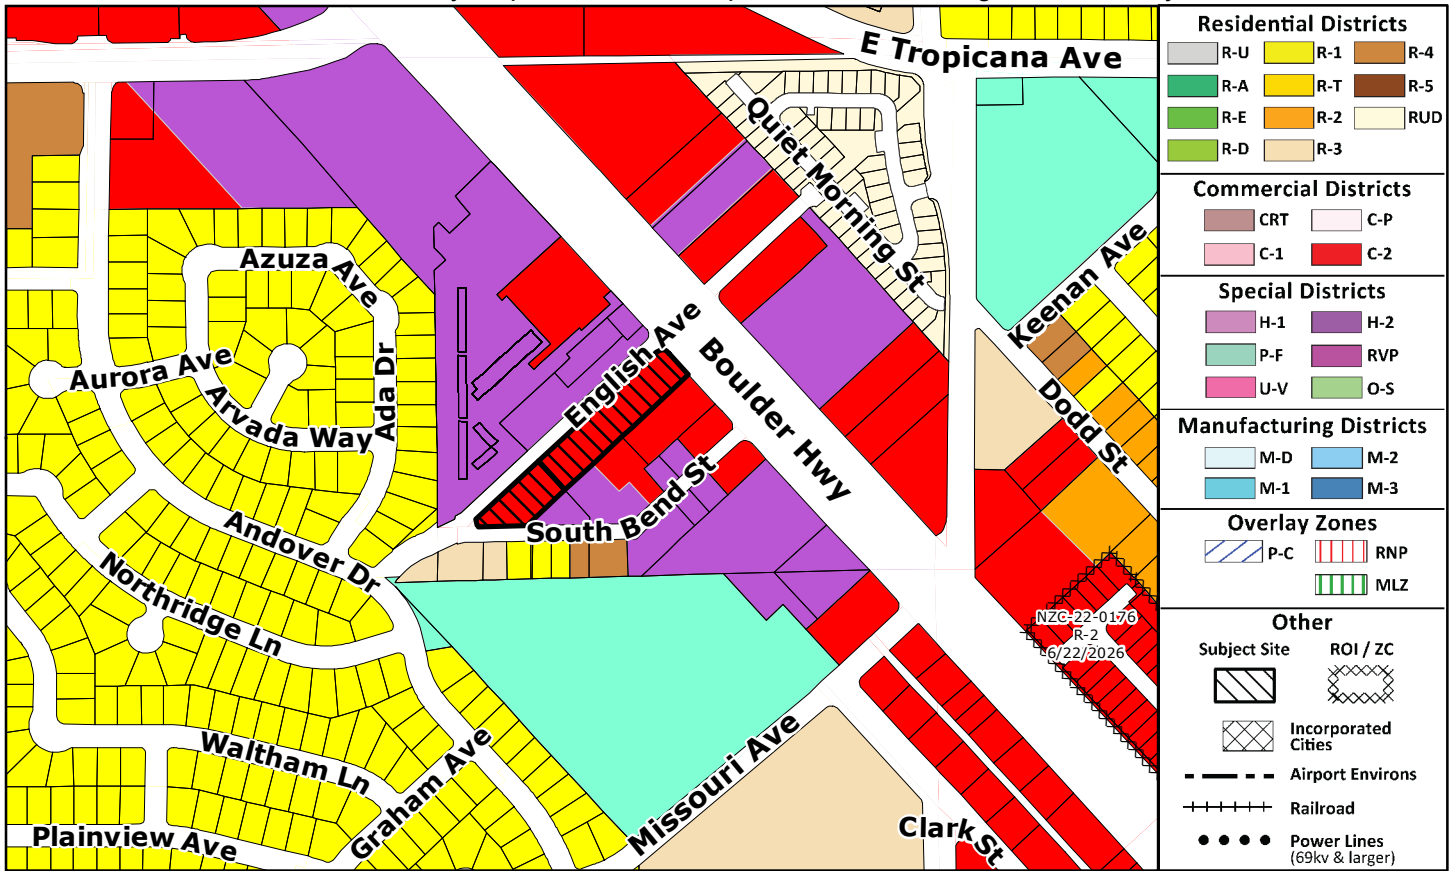 E Tropicana Ave
Quiet Morning St
Keenan Ave
Azuza Ave
English Ave
Aurora Ave
Ada Dr
Boulder Hwy
Arvada Way
Dodd St
South Bend St
Andover Dr
Northridge Ln
NZC-22-0176
R-2
6/22/2026
Waltham Ln
Graham Ave
Missouri Ave
Plainview Ave
Clark St
Residential Districts
R-U R-1 R-4
R-A R-T R-5
R-E R-2 RUD
R-D R-3
Commercial Districts
CRT C-P
C-1 C-2
Special Districts
H-1 H-2
P-F RVP
U-V O-S
Manufacturing Districts
M-D M-2
M-1 M-3
Overlay Zones
P-C RNP
MLZ
Other
Subject Site ROI / ZC
Incorporated
Cities
Airport Environs
Railroad
Power Lines
(69kv & larger)